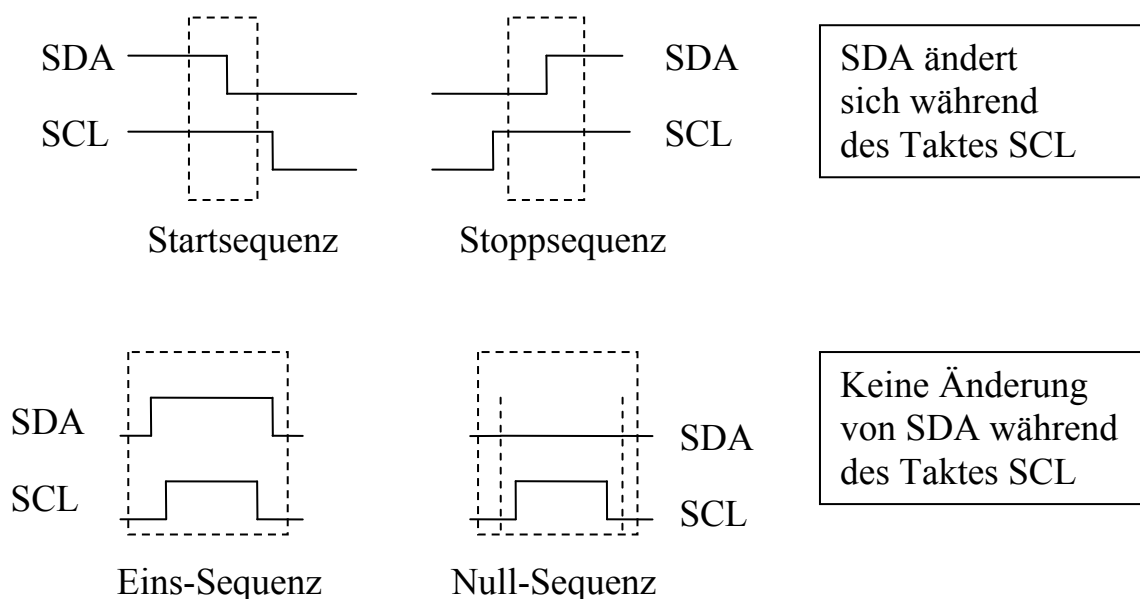 SDA
SDA
SCL
SCL
Startsequenz
Stoppsequenz
SDA ändert
sich während
des Taktes SCL
SDA
SDA
SCL
SCL
Eins-Sequenz
Null-Sequenz
Keine Änderung
von SDA während
des Taktes SCL